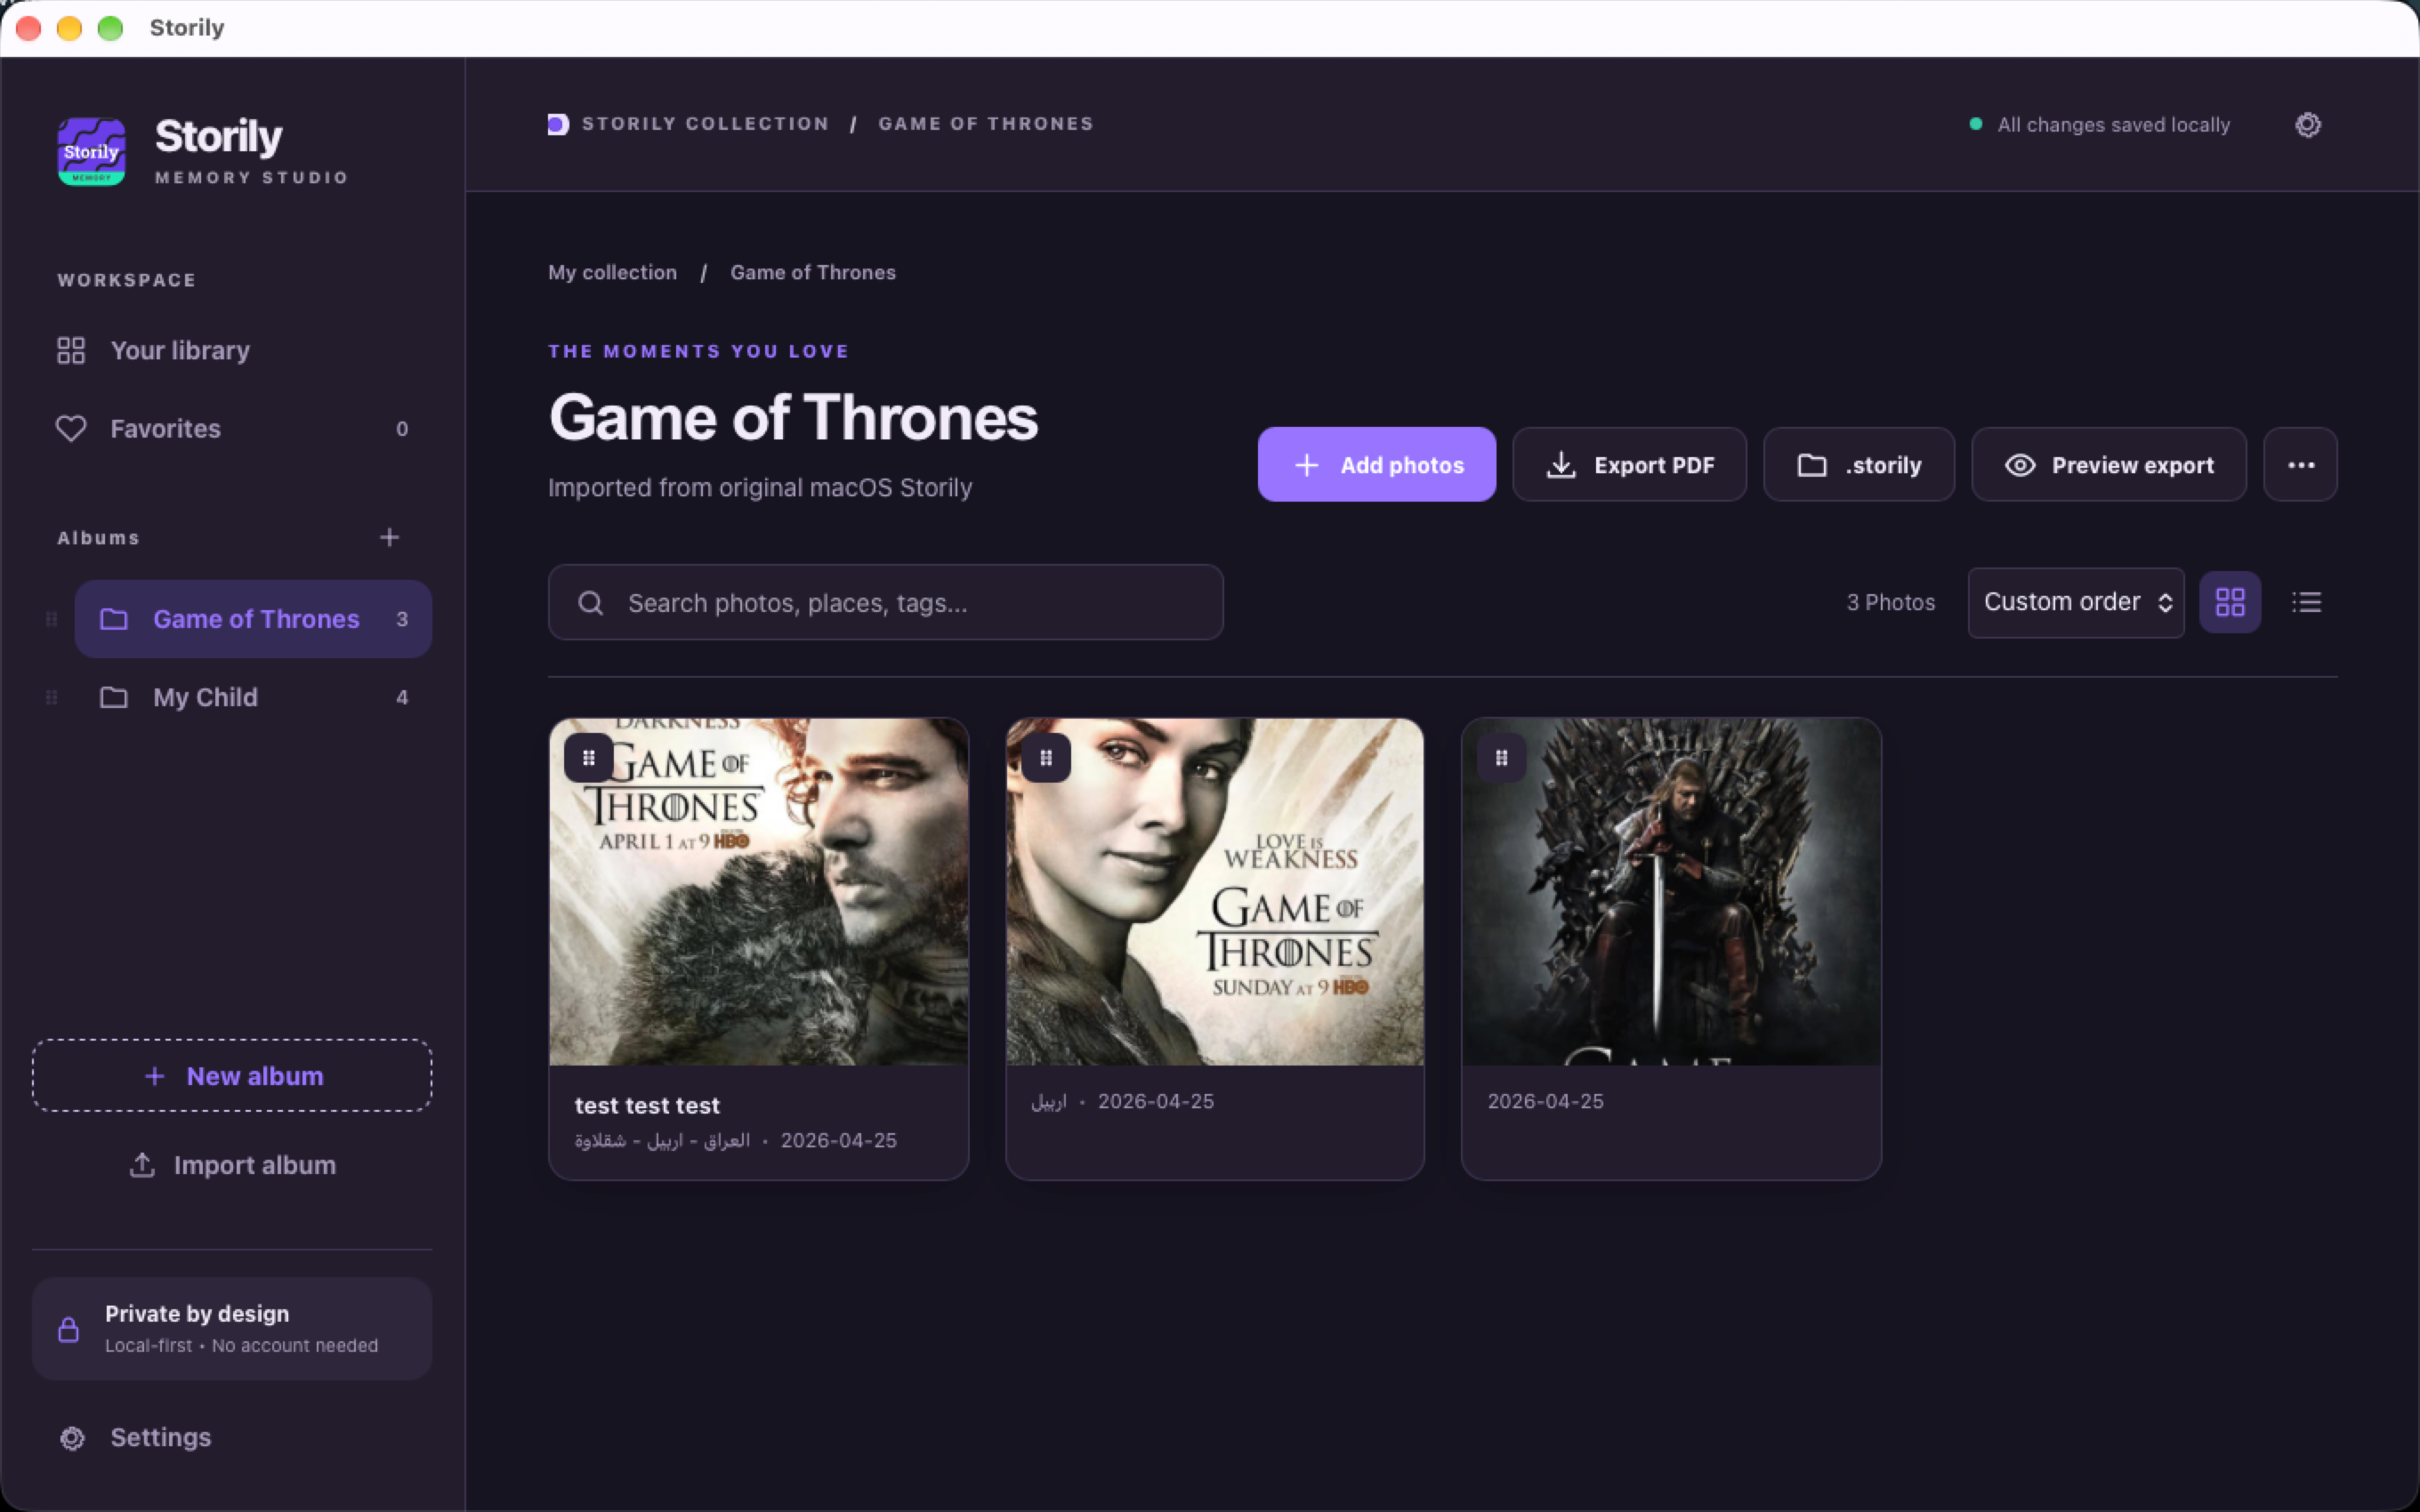 Storily
Storily
MEMORY
Storily
MEMORY STUDIO
WORKSPACE
Your library
Favorites 0
Albums
Game of Thrones 3
My Child 4
New album
Import album
Private by design
Local-first • No account needed
Settings
STORILY COLLECTION / GAME OF THRONES
All changes saved locally
My collection / Game of Thrones
THE MOMENTS YOU LOVE
Game of Thrones
Imported from original macOS Storily
Add photos
Export PDF
.storily
Preview export
Search photos, places, tags...
3 Photos
Custom order
DARKNESS
GAME OF
THRONES
APRIL 1 AT 9 HBO
test test test
العراق - اربيل - شقلاوة • 2026-04-25
LOVE IS
WEAKNESS
GAME OF
THRONES
SUNDAY AT 9 HBO
اربيل • 2026-04-25
GAME
2026-04-25